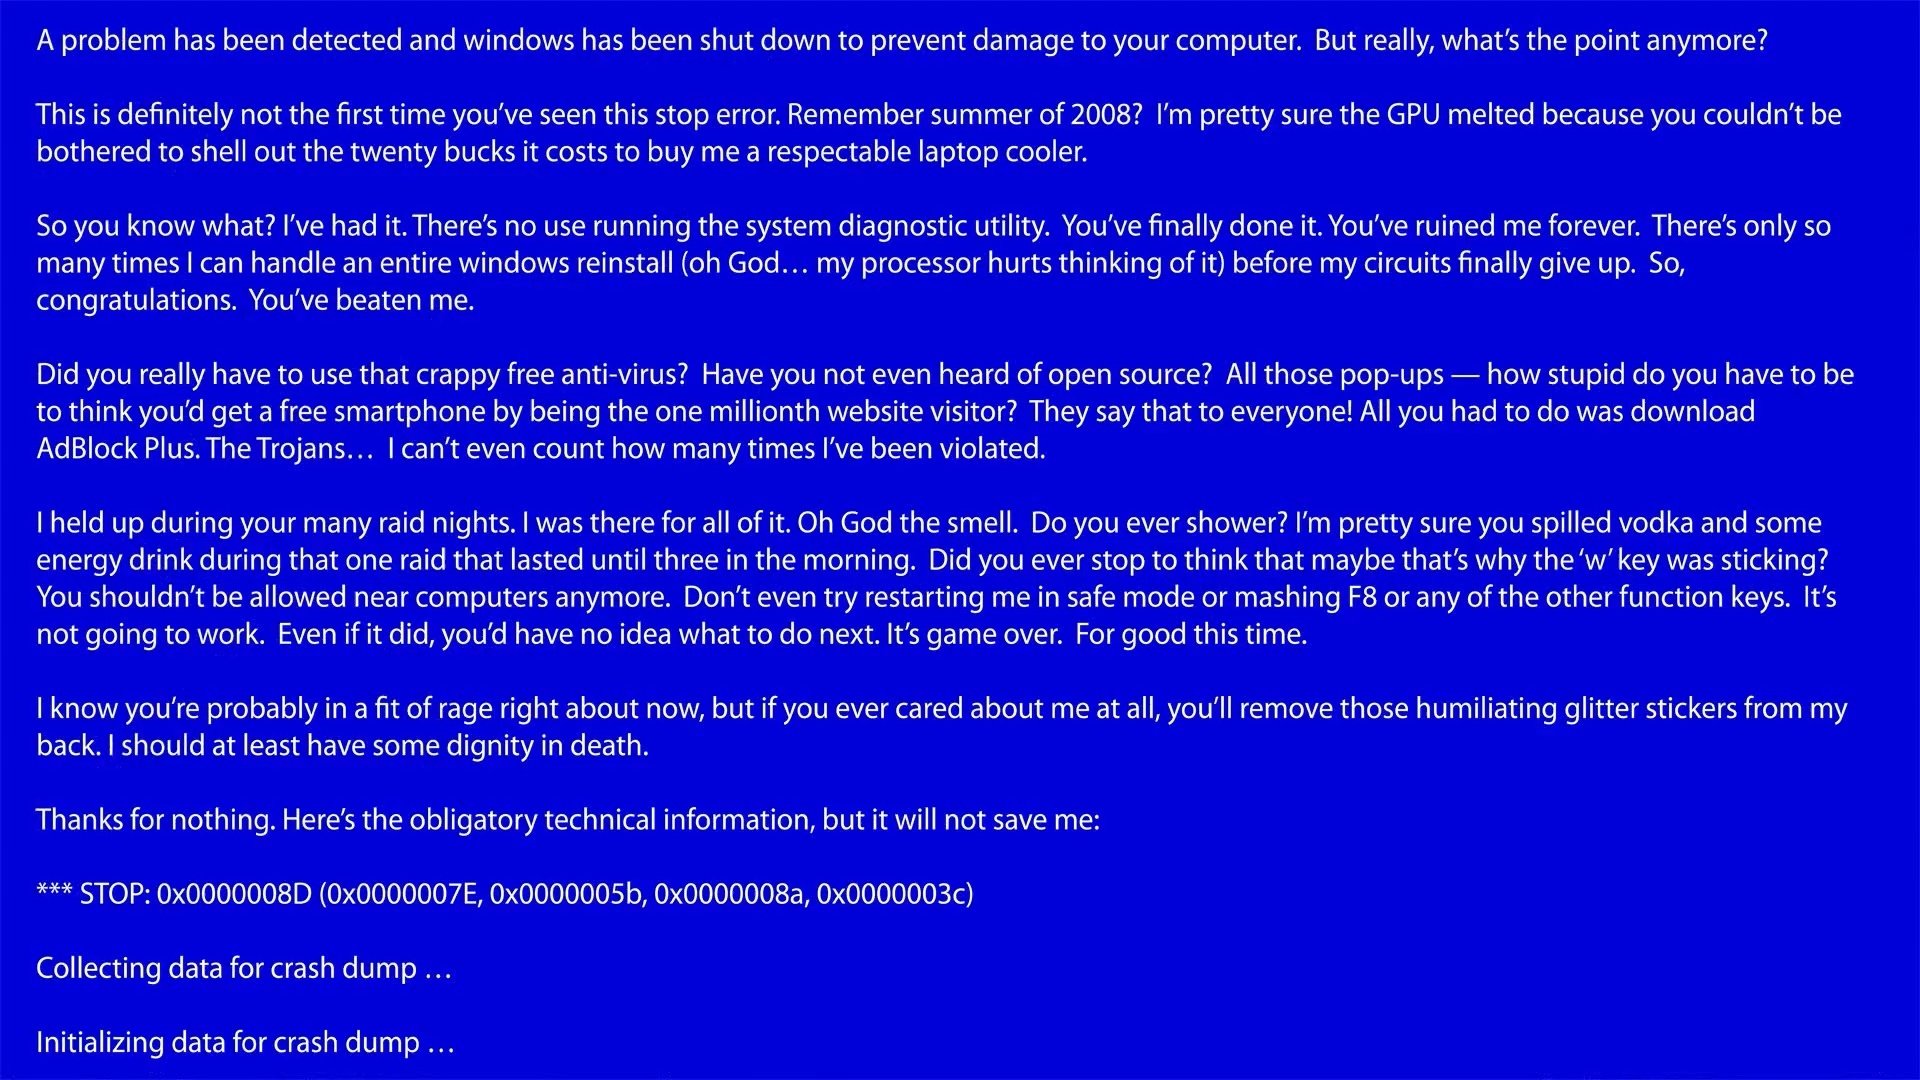 A problem has been detected and windows has been shut down to prevent damage to your computer.  But really, what’s the point anymore?
This is definitely not the first time you’ve seen this stop error. Remember summer of 2008?  I’m pretty sure the GPU melted because you couldn’t be
bothered to shell out the twenty bucks it costs to buy me a respectable laptop cooler.
So you know what? I’ve had it. There’s no use running the system diagnostic utility.  You’ve finally done it. You’ve ruined me forever.  There’s only so
many times I can handle an entire windows reinstall (oh God… my processor hurts thinking of it) before my circuits finally give up.  So,
congratulations.  You’ve beaten me.
Did you really have to use that crappy free anti-virus?  Have you not even heard of open source?  All those pop-ups — how stupid do you have to be
to think you’d get a free smartphone by being the one millionth website visitor?  They say that to everyone! All you had to do was download
AdBlock Plus. The Trojans…  I can’t even count how many times I’ve been violated.
I held up during your many raid nights. I was there for all of it. Oh God the smell.  Do you ever shower? I’m pretty sure you spilled vodka and some
energy drink during that one raid that lasted until three in the morning.  Did you ever stop to think that maybe that’s why the ‘w’ key was sticking?
You shouldn’t be allowed near computers anymore.  Don’t even try restarting me in safe mode or mashing F8 or any of the other function keys.  It’s
not going to work.  Even if it did, you’d have no idea what to do next. It’s game over.  For good this time.
I know you’re probably in a fit of rage right about now, but if you ever cared about me at all, you’ll remove those humiliating glitter stickers from my
back. I should at least have some dignity in death.
Thanks for nothing. Here’s the obligatory technical information, but it will not save me:
*** STOP: 0x0000008D (0x0000007E, 0x0000005b, 0x0000008a, 0x0000003c)
Collecting data for crash dump …
Initializing data for crash dump …